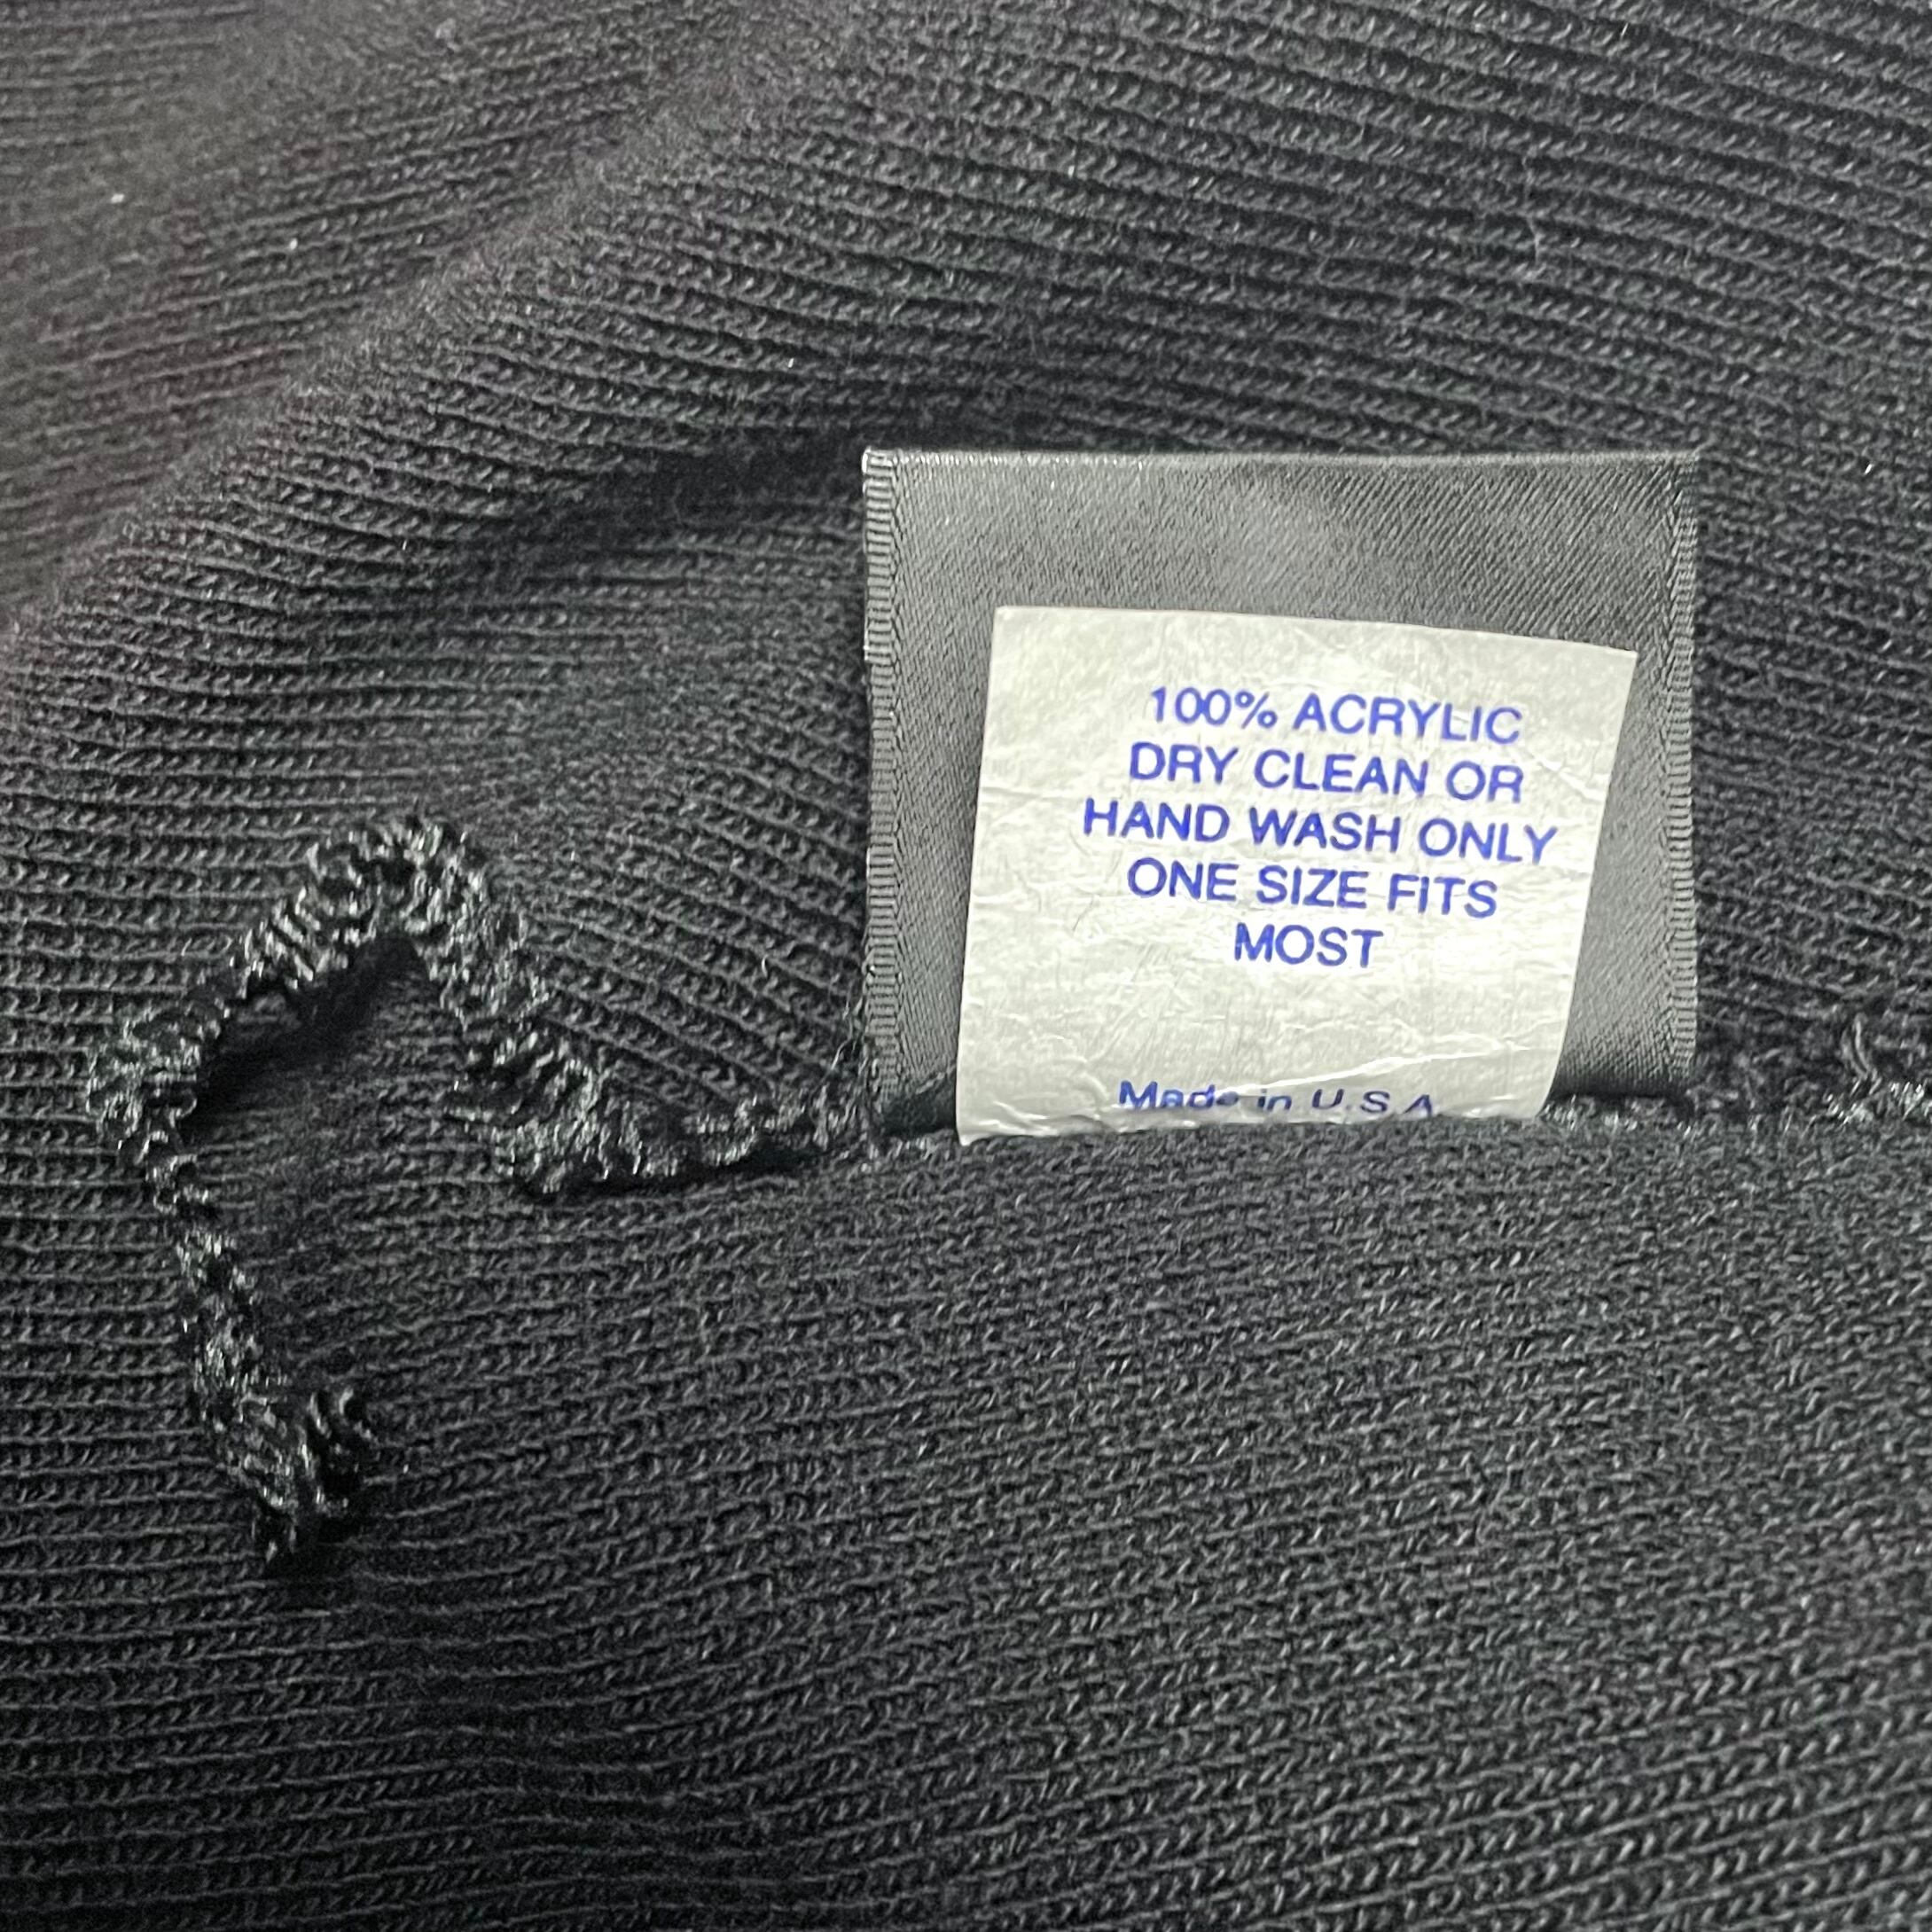 100% ACRYLIC
DRY CLEAN OR
HAND WASH ONLY
ONE SIZE FITS
MOST
Made in U.S.A.